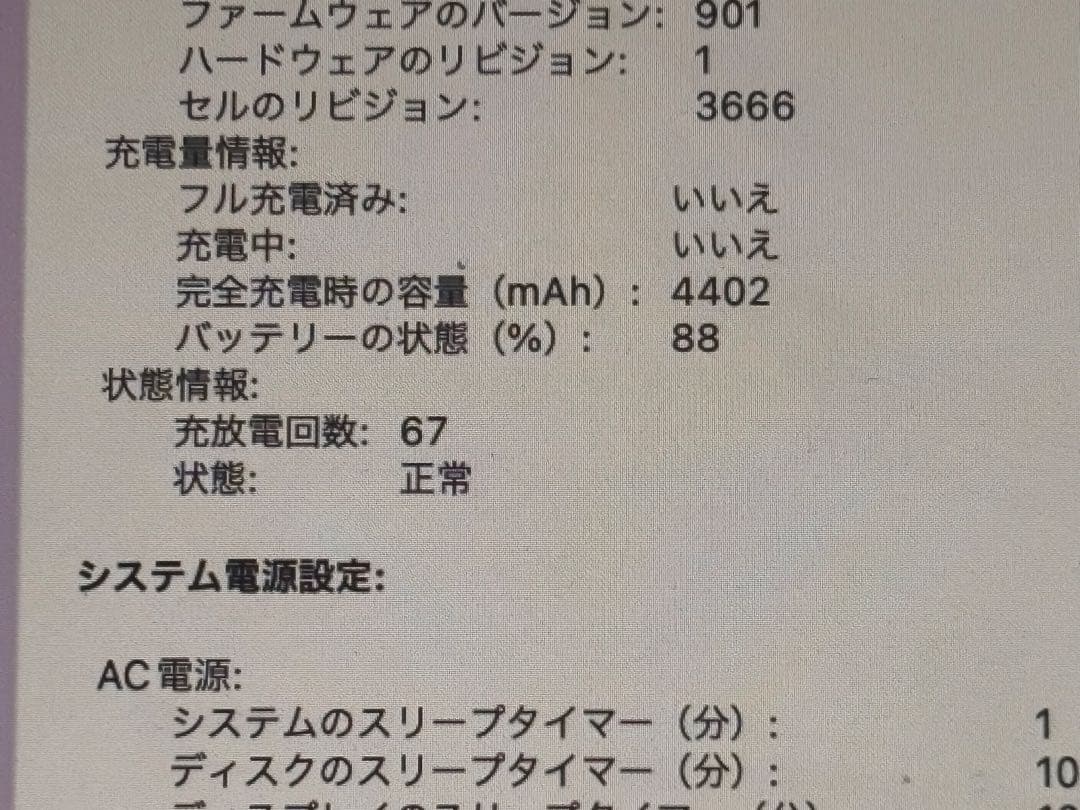 ファームウェアのバージョン: 901
ハードウェアのリビジョン: 1
セルのリビジョン: 3666
充電量情報:
フル充電済み: いいえ
充電中: いいえ
完全充電時の容量（mAh）: 4402
バッテリーの状態（%）: 88
状態情報:
充放電回数: 67
状態: 正常
システム電源設定:
AC電源:
システムのスリープタイマー（分）: 1
ディスクのスリープタイマー（分）: 10